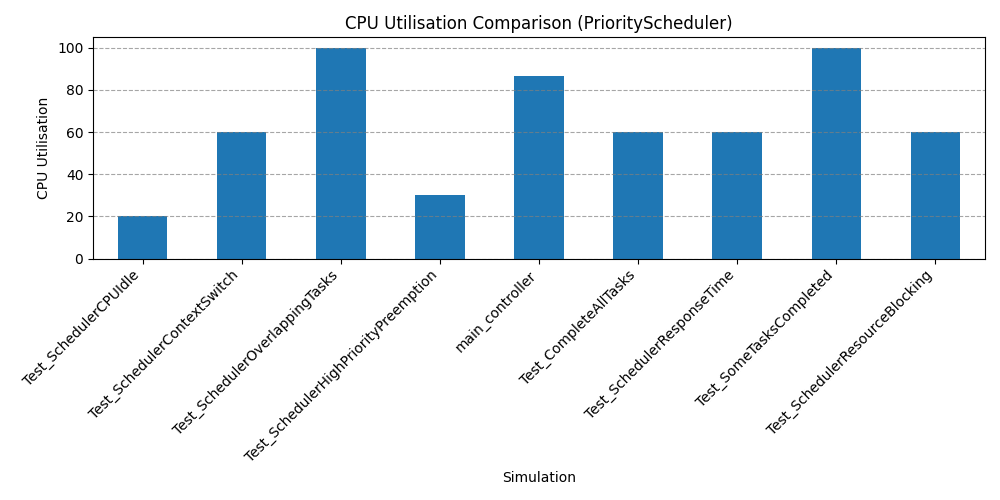 CPU Utilisation Comparison (PriorityScheduler)
CPU Utilisation
100
80
60
40
20
0
Test_SchedulerCPUIdle
Test_SchedulerContextSwitch
Test_SchedulerOverlappingTasks
Test_SchedulerHighPriorityPreemption
main_controller
Test_CompleteAllTasks
Test_SchedulerResponseTime
Test_SomeTasksCompleted
Test_SchedulerResourceBlocking
Simulation